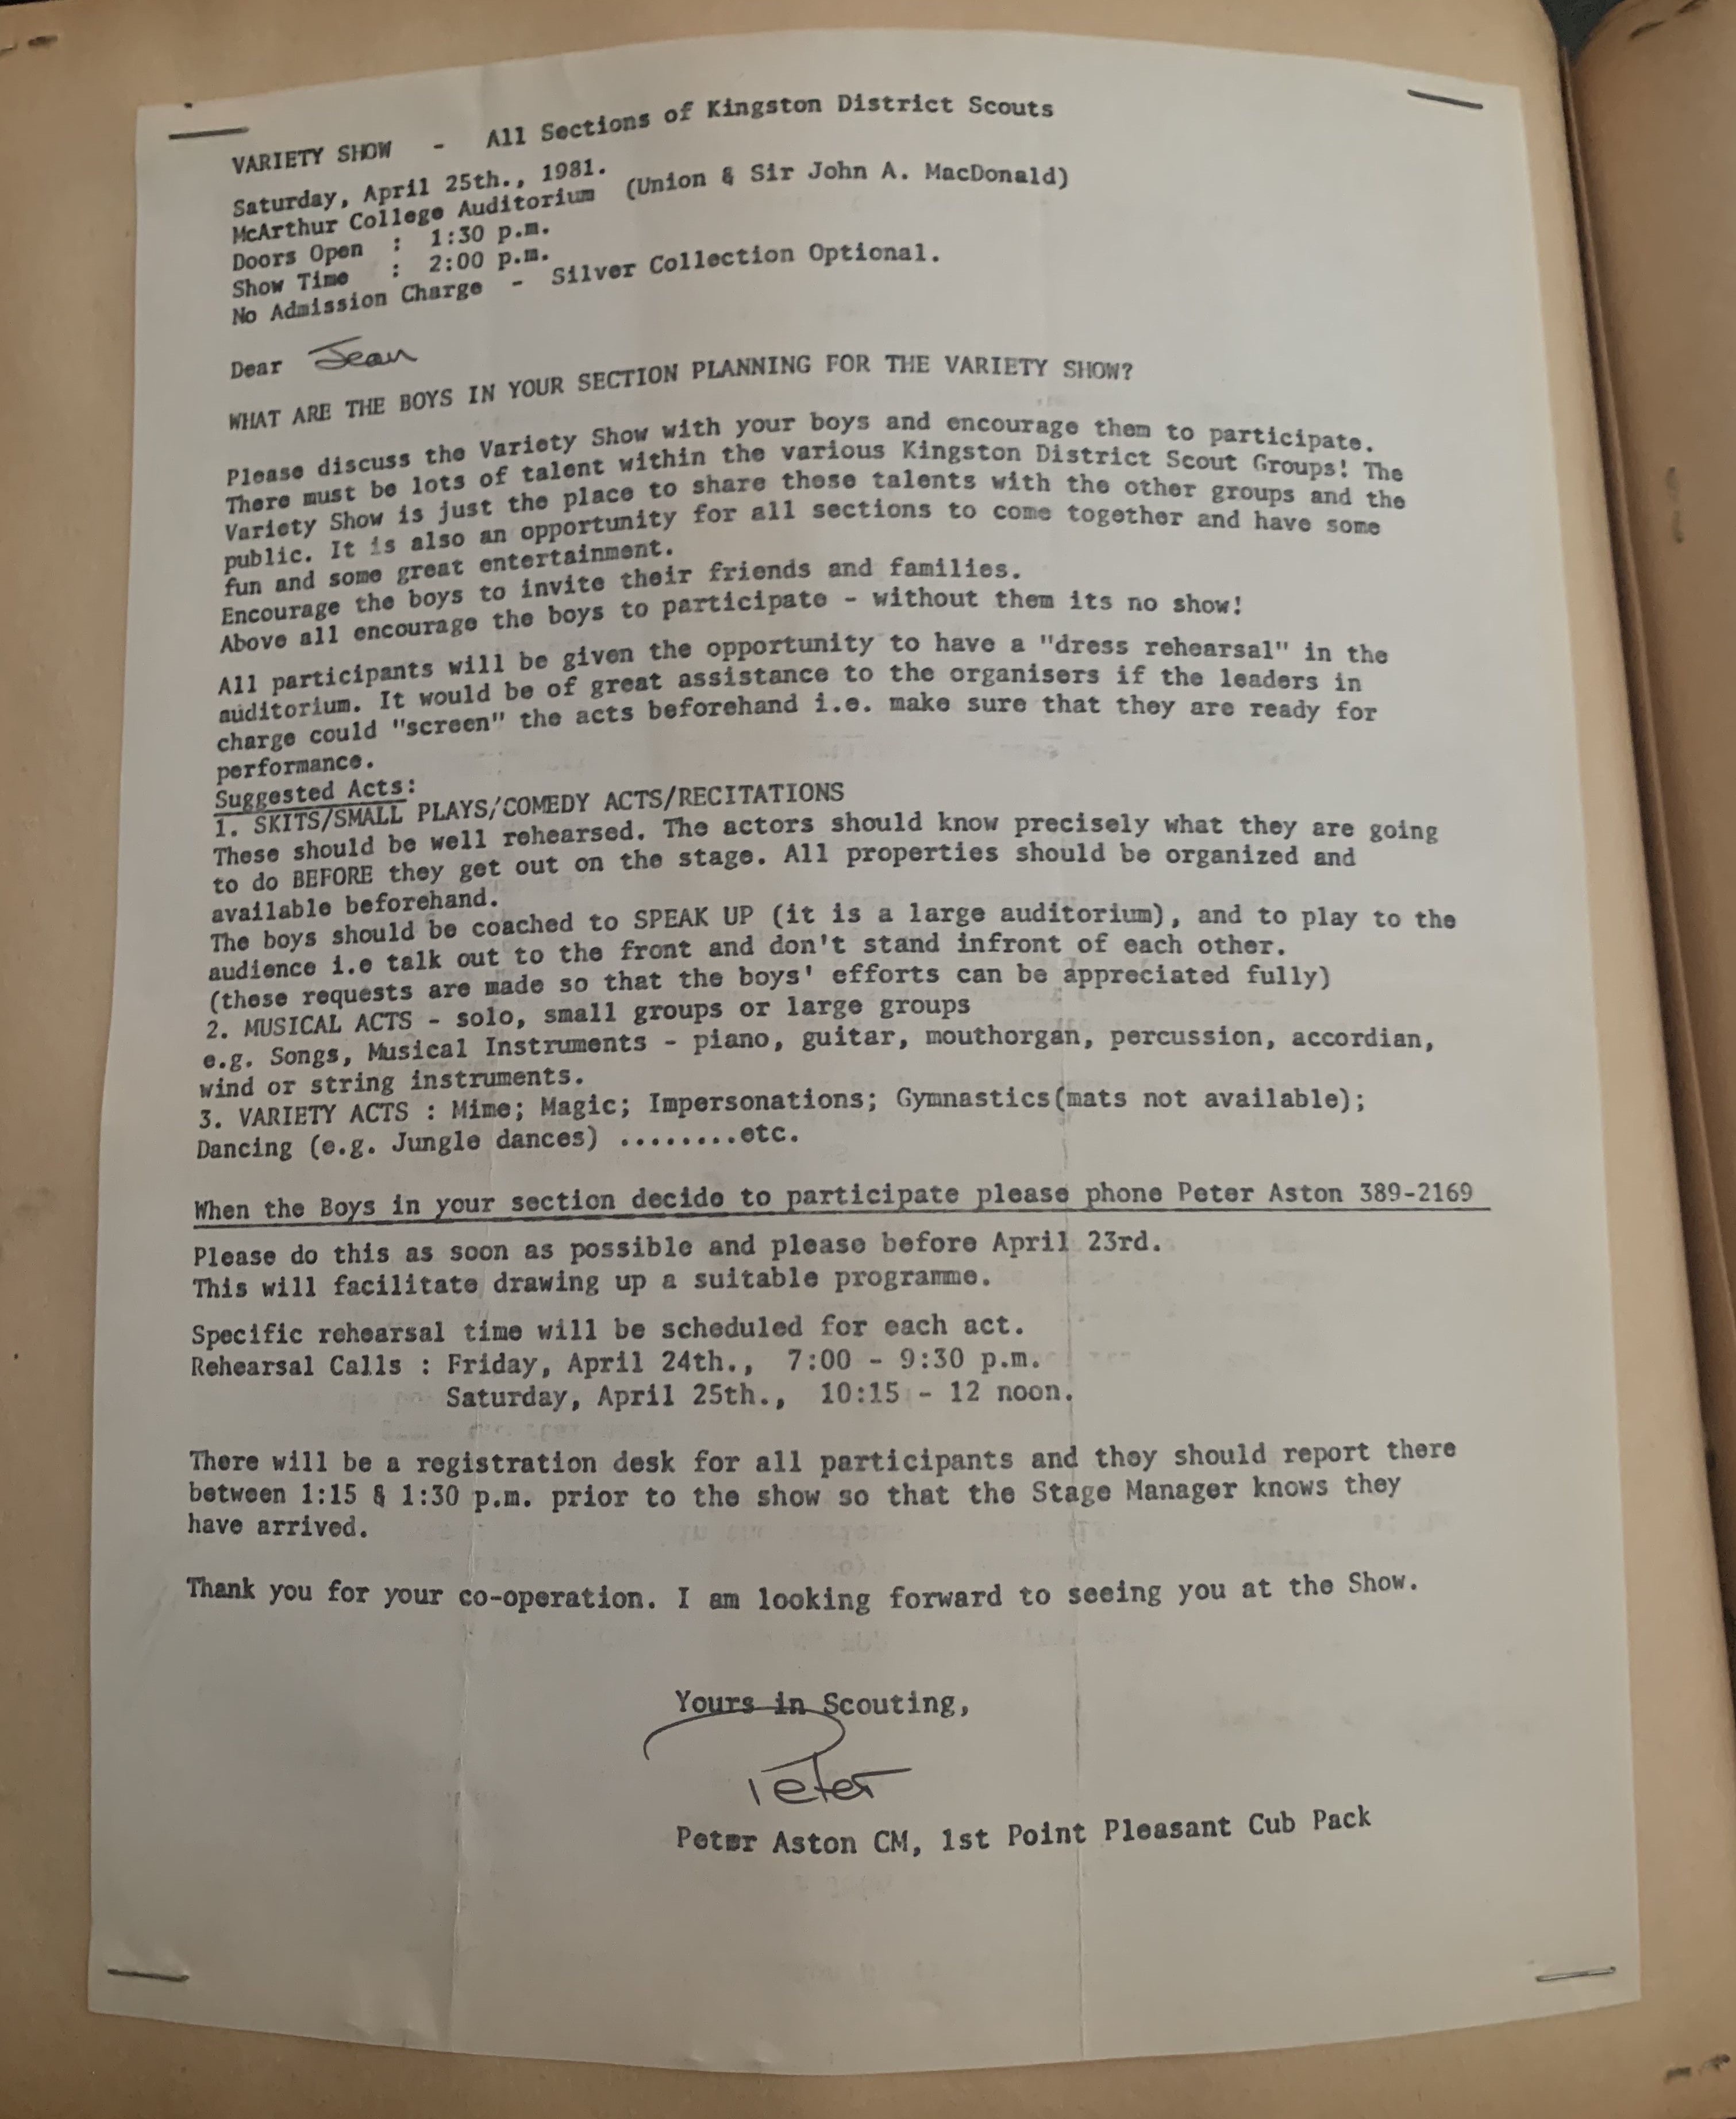 VARIETY SHOW - All Sections of Kingston District Scouts
Saturday, April 25th., 1981.
McArthur College Auditorium (Union & Sir John A. MacDonald)
Doors Open : 1:30 p.m.
Show Time : 2:00 p.m.
No Admission Charge - Silver Collection Optional.
Dear Jean
WHAT ARE THE BOYS IN YOUR SECTION PLANNING FOR THE VARIETY SHOW?
Please discuss the Variety Show with your boys and encourage them to participate.
There must be lots of talent within the various Kingston District Scout Groups! The
Variety Show is just the place to share those talents with the other groups and the
public. It is also an opportunity for all sections to come together and have some
fun and some great entertainment.
Encourage the boys to invite their friends and families.
Above all encourage the boys to participate - without them its no show!
All participants will be given the opportunity to have a "dress rehearsal" in the
auditorium. It would be of great assistance to the organisers if the leaders in
charge could "screen" the acts beforehand i.e. make sure that they are ready for
performance.
Suggested Acts:
1. SKITS/SMALL PLAYS/COMEDY ACTS/RECITATIONS
These should be well rehearsed. The actors should know precisely what they are going
to do BEFORE they get out on the stage. All properties should be organized and
available beforehand.
The boys should be coached to SPEAK UP (it is a large auditorium), and to play to the
audience i.e talk out to the front and don't stand infront of each other.
(these requests are made so that the boys' efforts can be appreciated fully)
2. MUSICAL ACTS - solo, small groups or large groups
e.g. Songs, Musical Instruments - piano, guitar, mouthorgan, percussion, accordian,
wind or string instruments.
3. VARIETY ACTS : Mime; Magic; Impersonations; Gymnastics(mats not available);
Dancing (e.g. Jungle dances) ........etc.
When the Boys in your section decide to participate please phone Peter Aston 389-2169
Please do this as soon as possible and please before April 23rd.
This will facilitate drawing up a suitable programme.
Specific rehearsal time will be scheduled for each act.
Rehearsal Calls : Friday, April 24th., 7:00 - 9:30 p.m.
Saturday, April 25th., 10:15 - 12 noon.
There will be a registration desk for all participants and they should report there
between 1:15 & 1:30 p.m. prior to the show so that the Stage Manager knows they
have arrived.
Thank you for your co-operation. I am looking forward to seeing you at the Show.
Yours in Scouting,
Peter
Peter Aston CM, 1st Point Pleasant Cub Pack